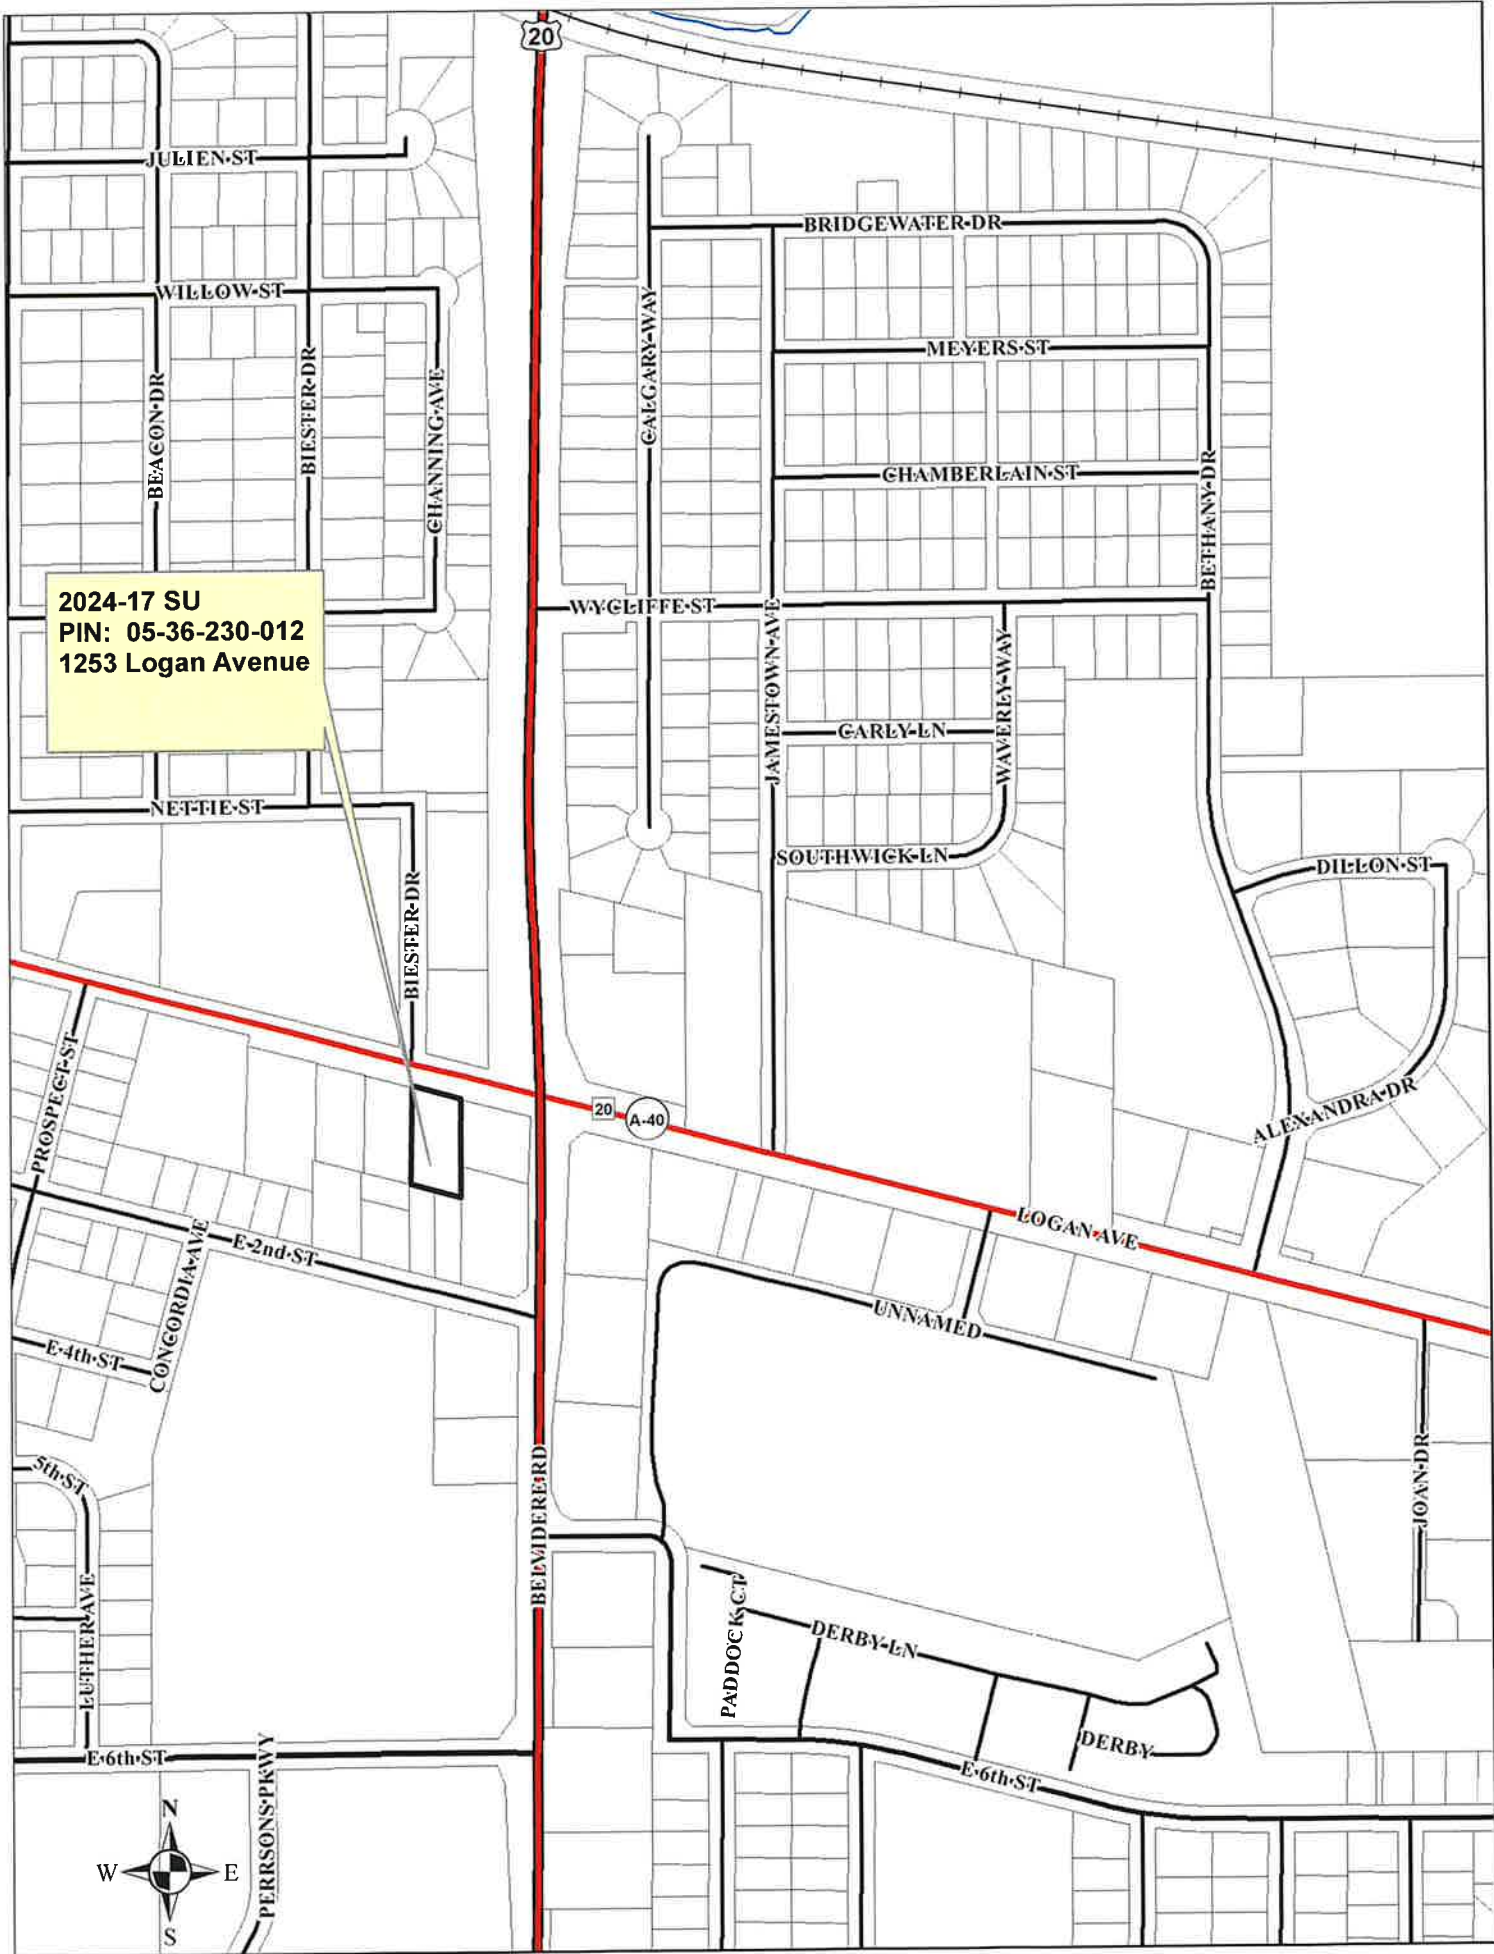 20
JULIEN ST
BRIDGEWATER DR
WILLOW ST
MEYERS ST
BEACON DR
BIESTER DR
CHANNING AVE
CALGARY WAY
CHAMBERLAIN ST
BETHANY DR
2024-17 SU
PIN: 05-36-230-012
1253 Logan Avenue
WYCLIFFE ST
JAMESTOWN AVE
WAVERLY WAY
CARLY LN
NETTIE ST
SOUTHWICK LN
DILLON ST
BIESTER DR
PROSPECT ST
20
A-40
ALEXANDRA DR
LOGAN AVE
E 2nd ST
CONCORDIA AVE
UNNAMED
E 4th ST
5th ST
BELVIDERE RD
JOAN DR
LUTHER AVE
PADDOCK CT
DERBY LN
DERBY
E 6th ST
E 6th ST
PERRSONS PKWY
N
W E
S